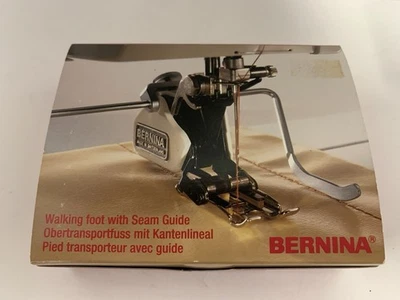 BERNINA
Walking foot with Seam Guide
Obertransportfuss mit Kantenlineal
Pied transporteur avec guide
BERNINA®